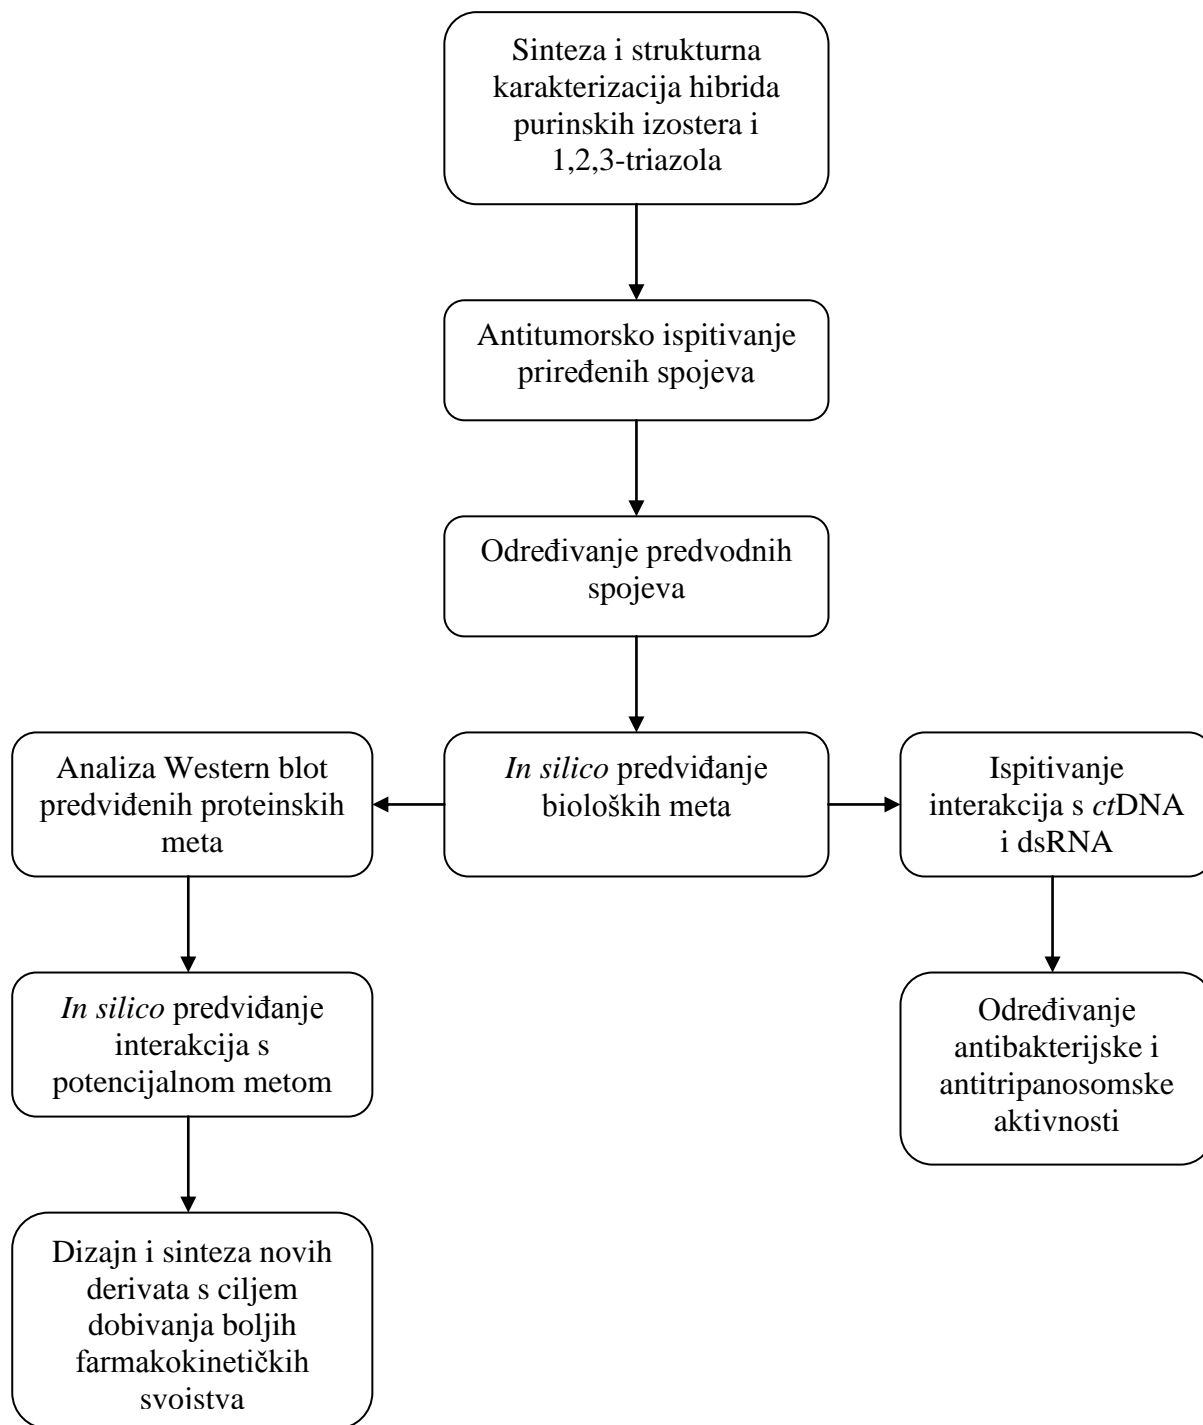 Sinteza i strukturna
karakterizacija hibrida
purinskih izostera i
1,2,3-triazola
Antitumorsko ispitivanje
priređenih spojeva
Određivanje predvodnih
spojeva
Analiza Western blot
predviđenih proteinskih
meta
In silico predviđanje
bioloških meta
Ispitivanje
interakcija s ctDNA
i dsRNA
In silico predviđanje
interakcija s
potencijalnom metom
Određivanje
antibakterijske i
antitripanosomske
aktivnosti
Dizajn i sinteza novih
derivata s ciljem
dobivanja boljih
farmakokinetičkih
svojstva